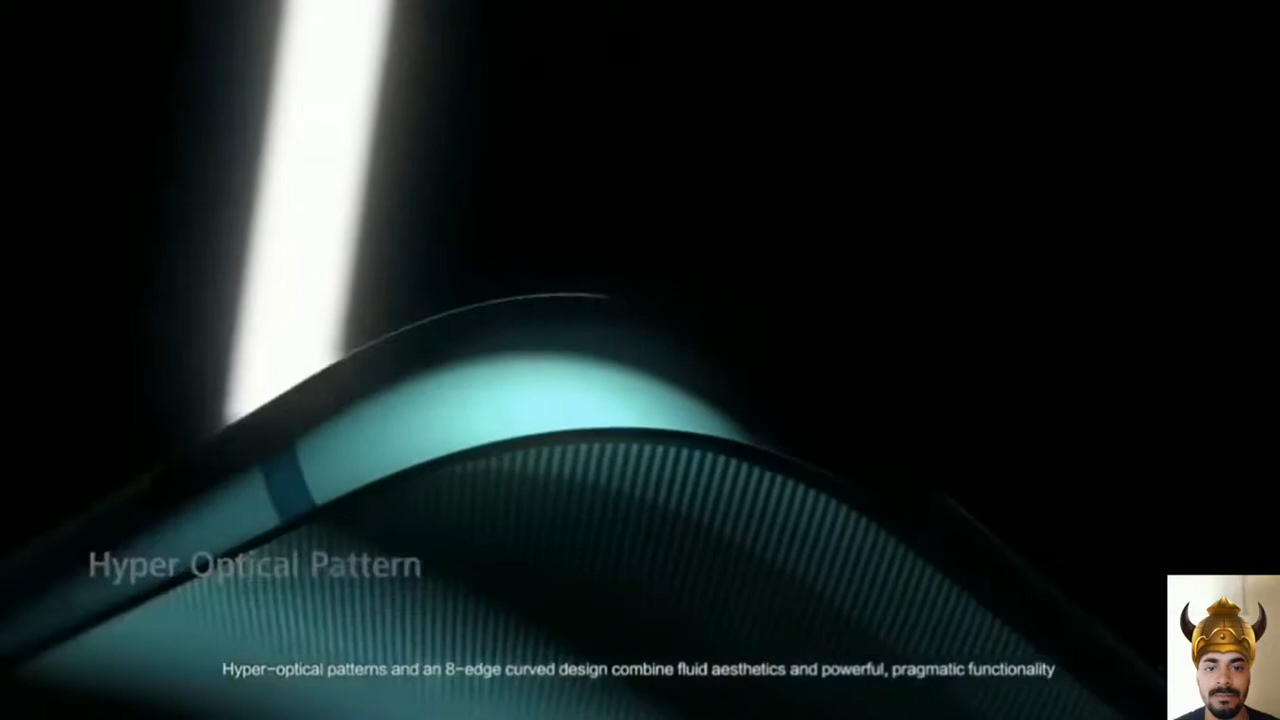 Hyper Optical Pattern
Hyper-optical patterns and an 8-edge curved design combine fluid aesthetics and powerful, pragmatic functionality